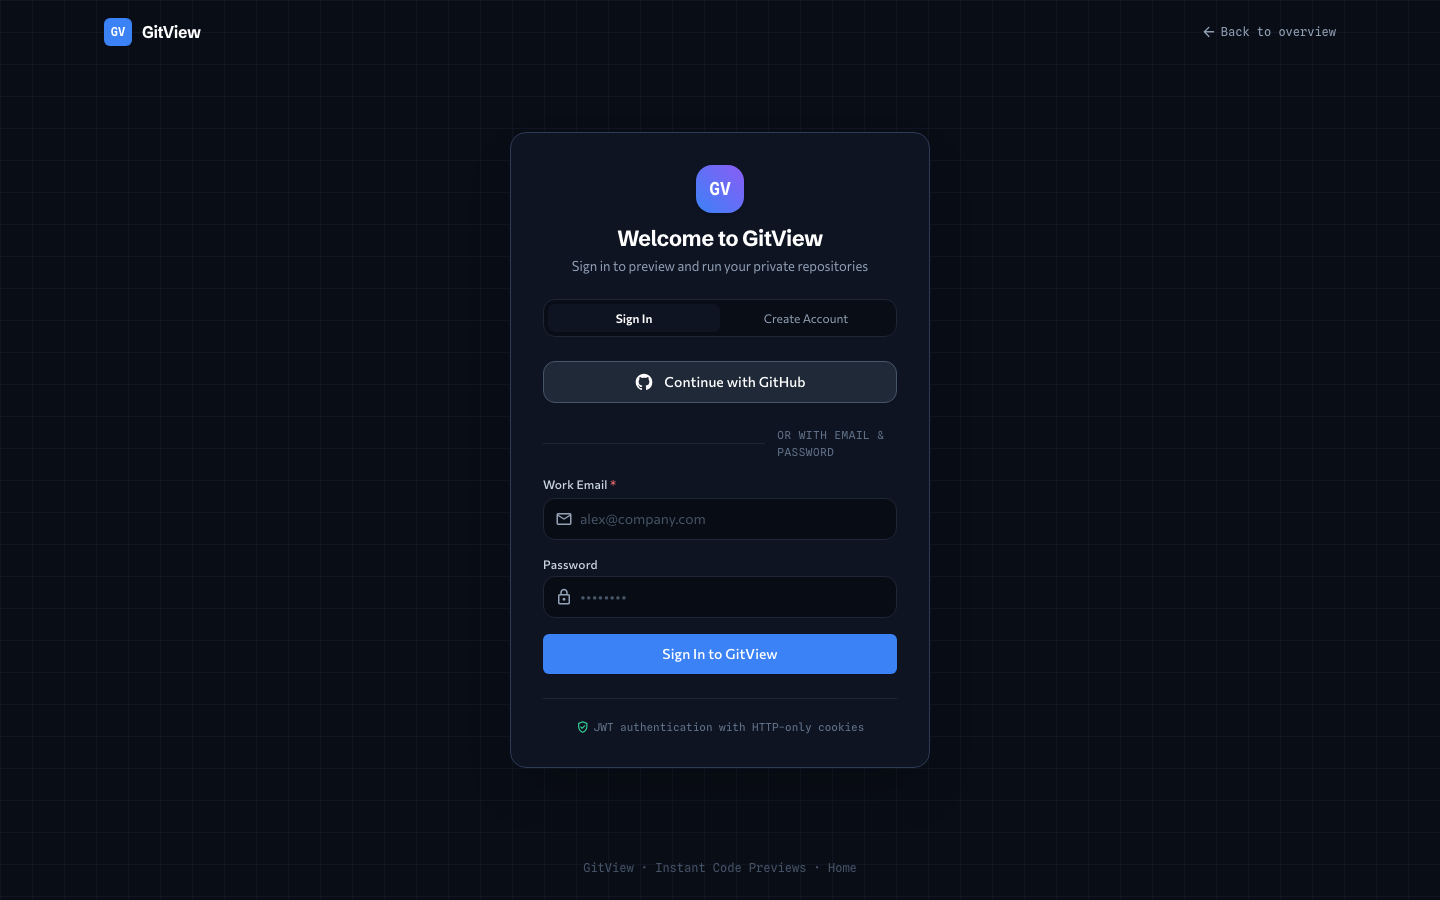 GV GitView
← Back to overview
GV
Welcome to GitView
Sign in to preview and run your private repositories
Sign In
Create Account
Continue with GitHub
OR WITH EMAIL &
PASSWORD
Work Email *
alex@company.com
Password
••••••••
Sign In to GitView
JWT authentication with HTTP-only cookies
GitView · Instant Code Previews · Home